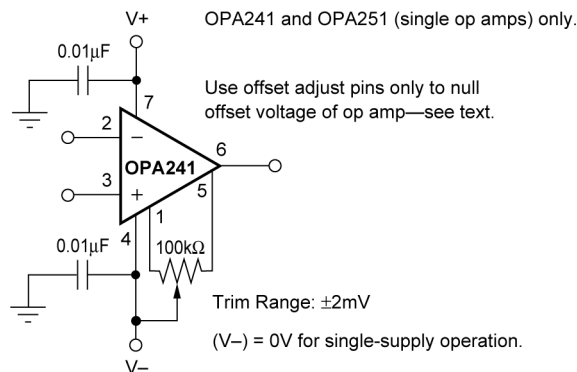 V+
OPA241 and OPA251 (single op amps) only.
0.01µF
7
Use offset adjust pins only to null
offset voltage of op amp—see text.
2
−
OPA241
6
3
+
5
1
4
0.01µF
100kΩ
Trim Range: ±2mV
(V–) = 0V for single-supply operation.
V–